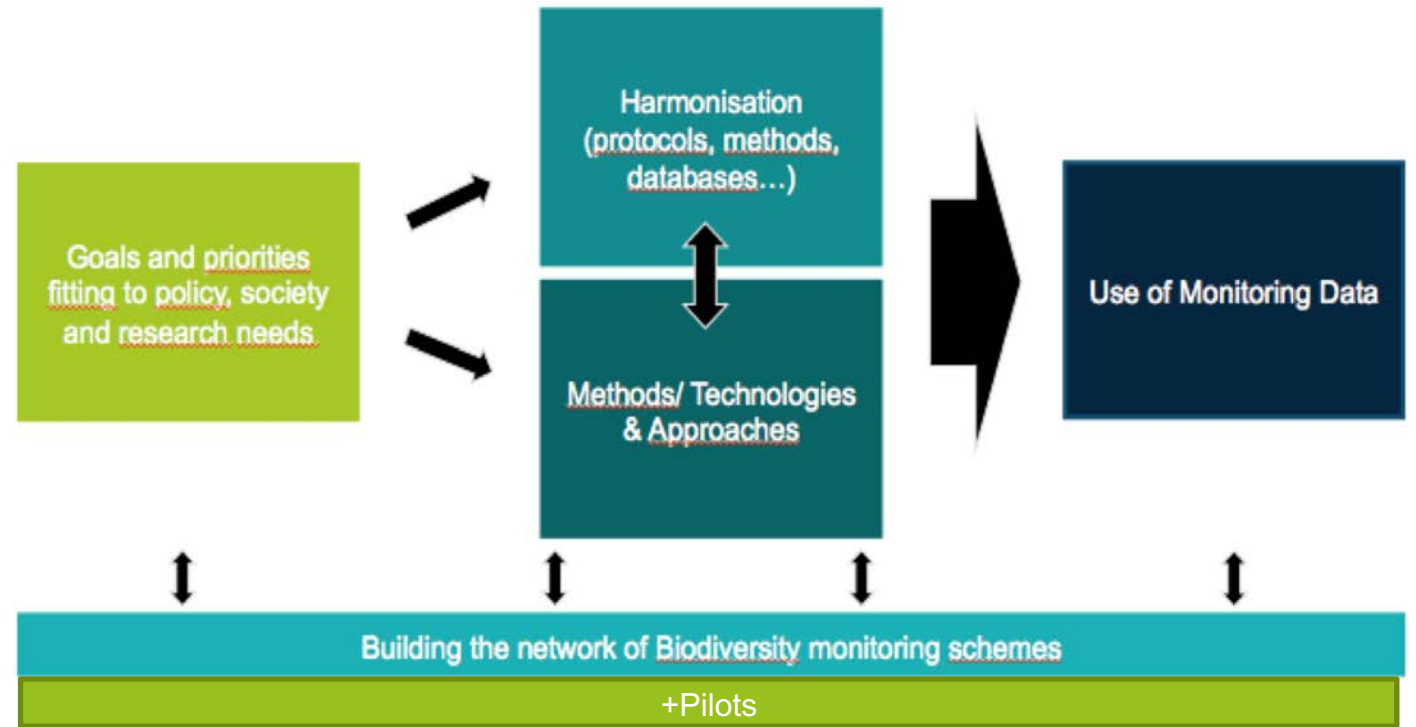 Goals and priorities
fitting to policy, society
and research needs
Harmonisation
(protocols, methods,
databases…)
Methods/ Technologies
& Approaches
Use of Monitoring Data
Building the network of Biodiversity monitoring schemes
+Pilots